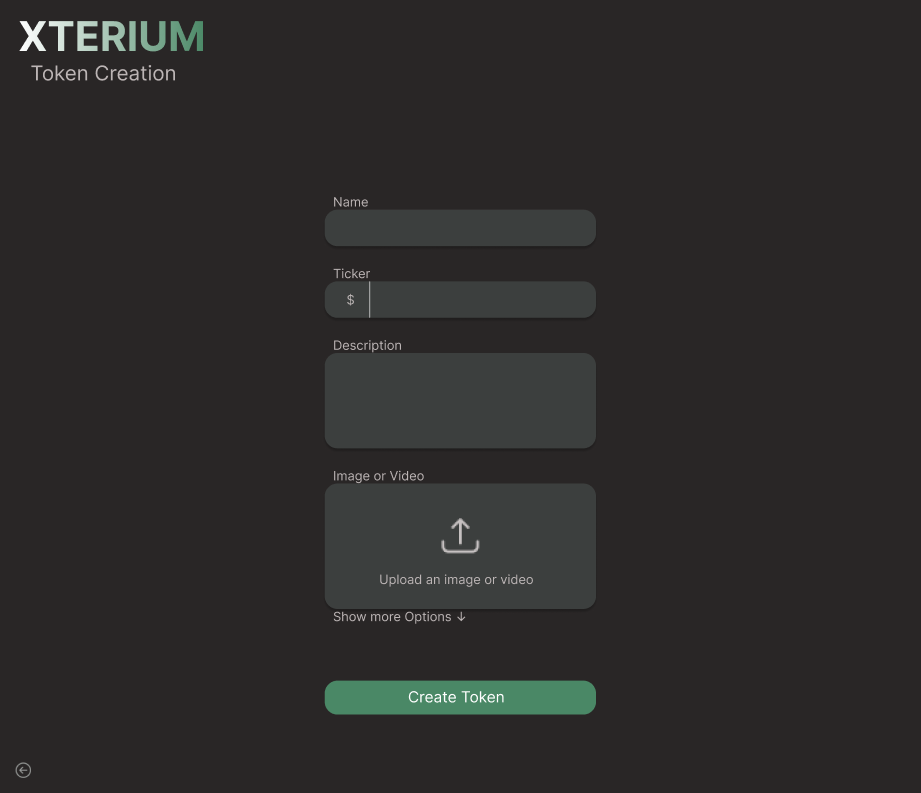 XTERIUM
Token Creation
Name
Ticker
$
Description
Image or Video
Upload an image or video
Show more Options ↓
Create Token